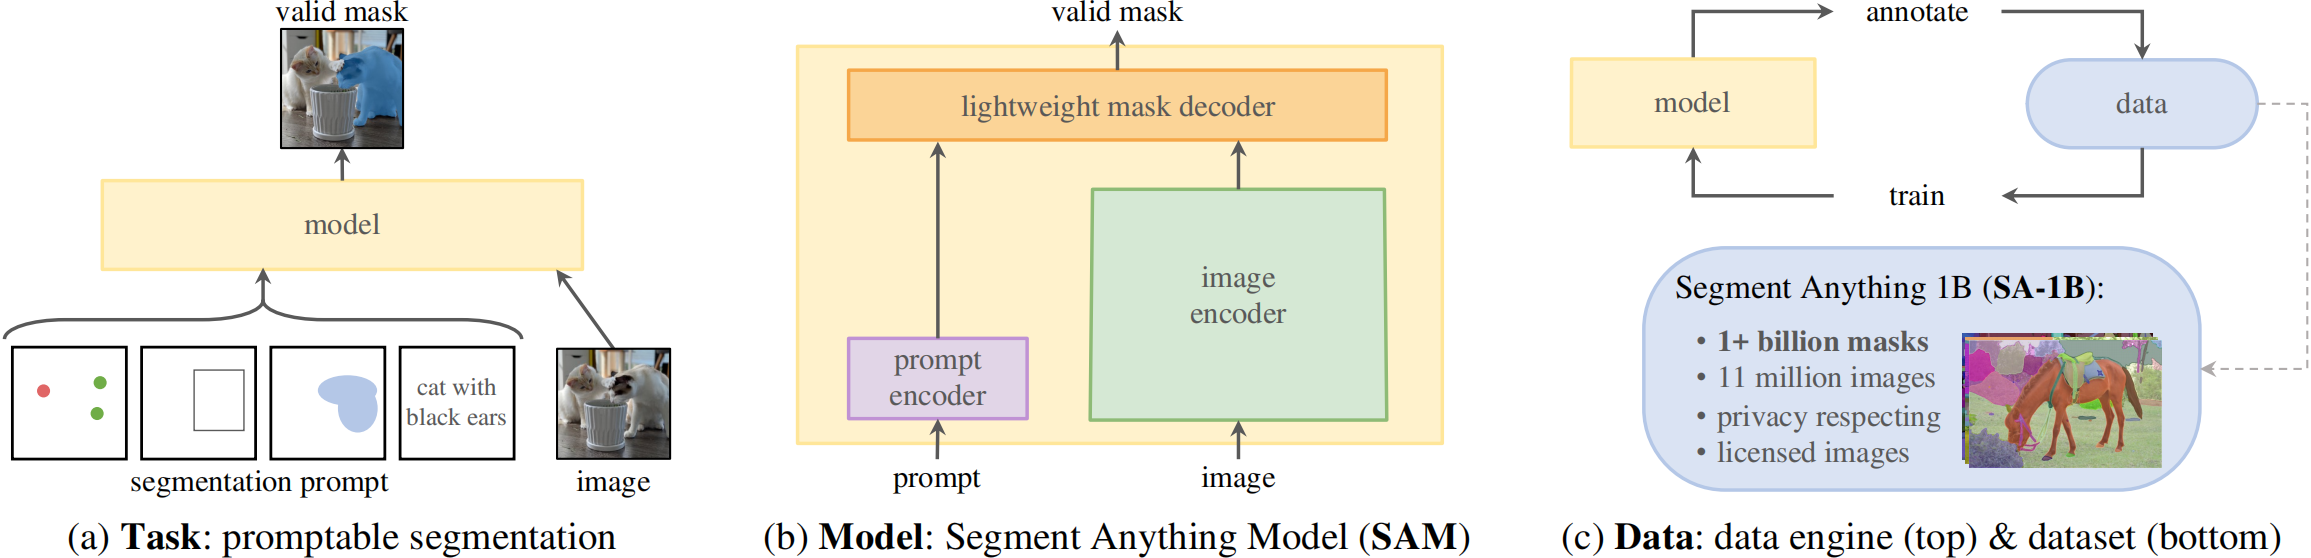 valid mask
model
cat with
black ears
segmentation prompt
image
(a) Task: promptable segmentation
valid mask
lightweight mask decoder
image
encoder
prompt
encoder
prompt
image
(b) Model: Segment Anything Model (SAM)
annotate
model
data
train
Segment Anything 1B (SA-1B):
• 1+ billion masks
• 11 million images
• privacy respecting
• licensed images
(c) Data: data engine (top) & dataset (bottom)